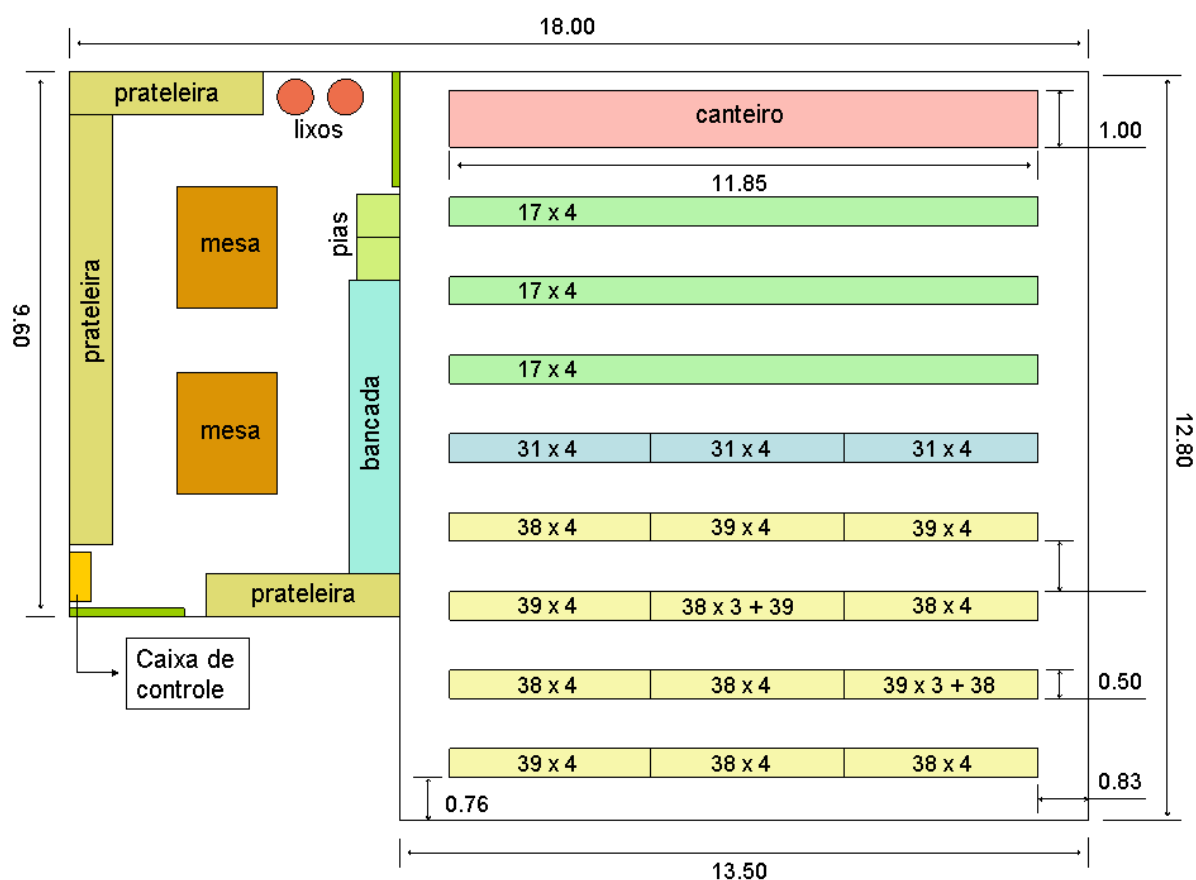 18.00
prateleira
lixos
canteiro
1.00
11.85
prateleira
mesa
pias
17 x 4
17 x 4
9.60
mesa
bancada
17 x 4
12.80
31 x 4 31 x 4 31 x 4
38 x 4 39 x 4 39 x 4
prateleira
39 x 4 38 x 3 + 39 38 x 4
Caixa de
controle
38 x 4 38 x 4 39 x 3 + 38
0.50
39 x 4 38 x 4 38 x 4
0.83
0.76
13.50